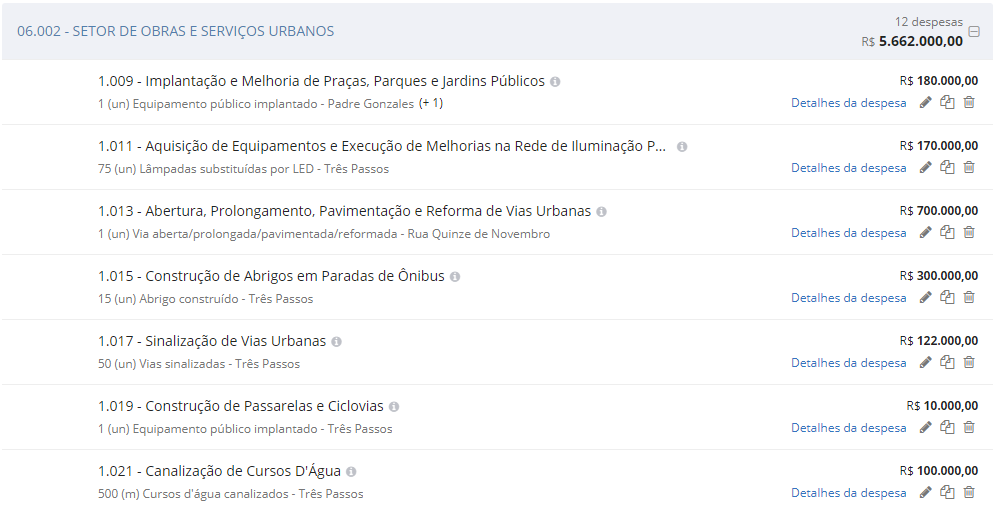 06.002 - SETOR DE OBRAS E SERVIÇOS URBANOS
12 despesas
R$ 5.662.000,00
1.009 - Implantação e Melhoria de Praças, Parques e Jardins Públicos
R$ 180.000,00
1 (un) Equipamento público implantado - Padre Gonzales (+ 1)
Detalhes da despesa
1.011 - Aquisição de Equipamentos e Execução de Melhorias na Rede de Iluminação P...
R$ 170.000,00
75 (un) Lâmpadas substituídas por LED - Três Passos
Detalhes da despesa
1.013 - Abertura, Prolongamento, Pavimentação e Reforma de Vias Urbanas
R$ 700.000,00
1 (un) Via aberta/prolongada/pavimentada/reformada - Rua Quinze de Novembro
Detalhes da despesa
1.015 - Construção de Abrigos em Paradas de Ônibus
R$ 300.000,00
15 (un) Abrigo construído - Três Passos
Detalhes da despesa
1.017 - Sinalização de Vias Urbanas
R$ 122.000,00
50 (un) Vias sinalizadas - Três Passos
Detalhes da despesa
1.019 - Construção de Passarelas e Ciclovias
R$ 10.000,00
1 (un) Equipamento público implantado - Três Passos
Detalhes da despesa
1.021 - Canalização de Cursos D'Água
R$ 100.000,00
500 (m) Cursos d'água canalizados - Três Passos
Detalhes da despesa